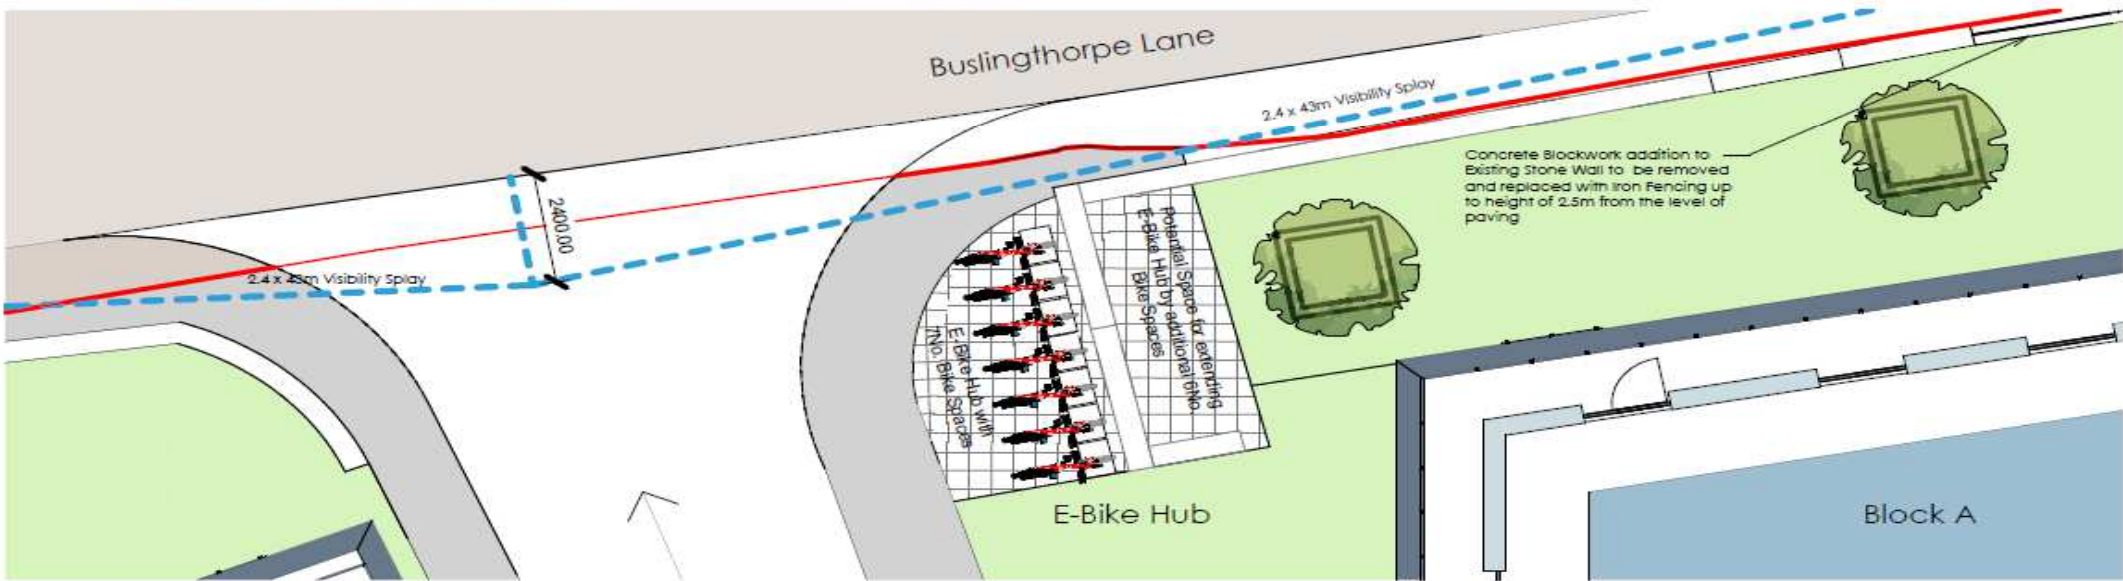 Buslingthorpe Lane
2.4 x 43m Visibility Splay
Concrete Blockwork addition to
Existing Stone Wall to be removed
and replaced with Iron Fencing up
to height of 2.5m from the level of
paving
2400.00
2.4 x 43m Visibility Splay
Potential Space for extending
E-Bike Hub by additional 6No.
Bike Spaces
E-Bike Hub with
7No. Bike Spaces
E-Bike Hub
Block A